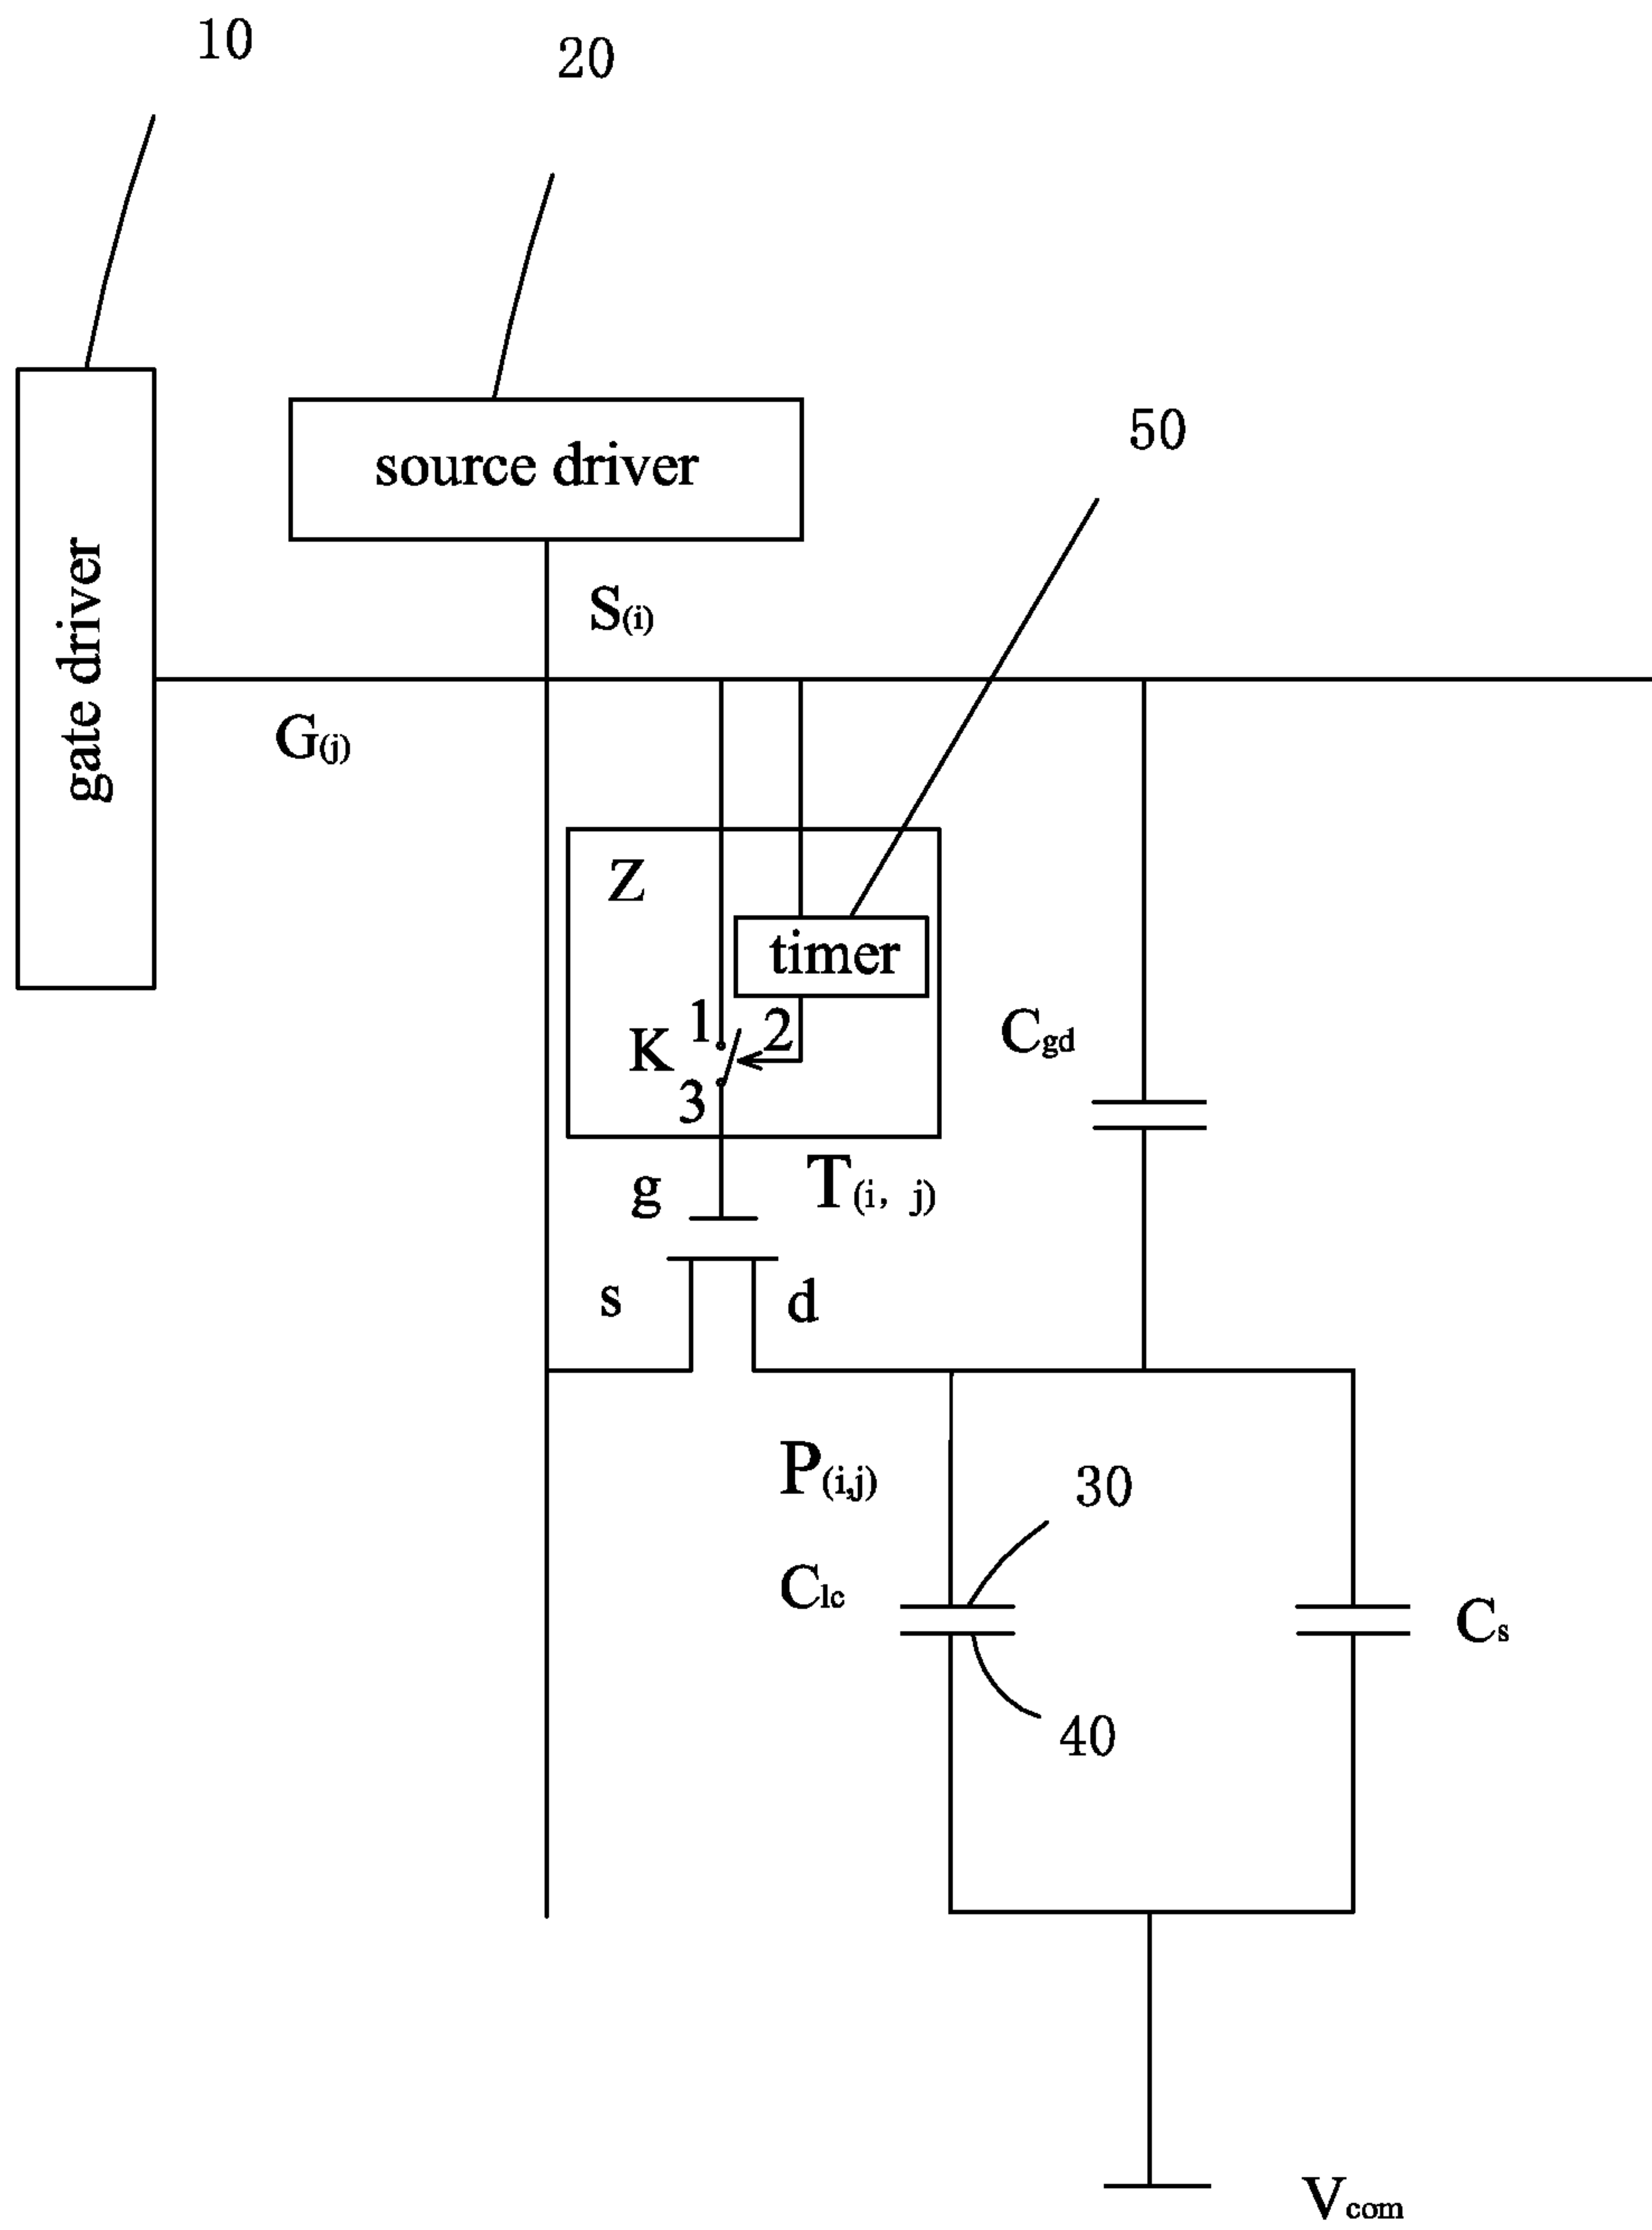 10
20
source driver
50
gate driver
S(i)
G(j)
Z
timer
1
2
K
3
Cgd
g
T(i, j)
s
d
P(i,j)
30
Clc
Cs
40
Vcom